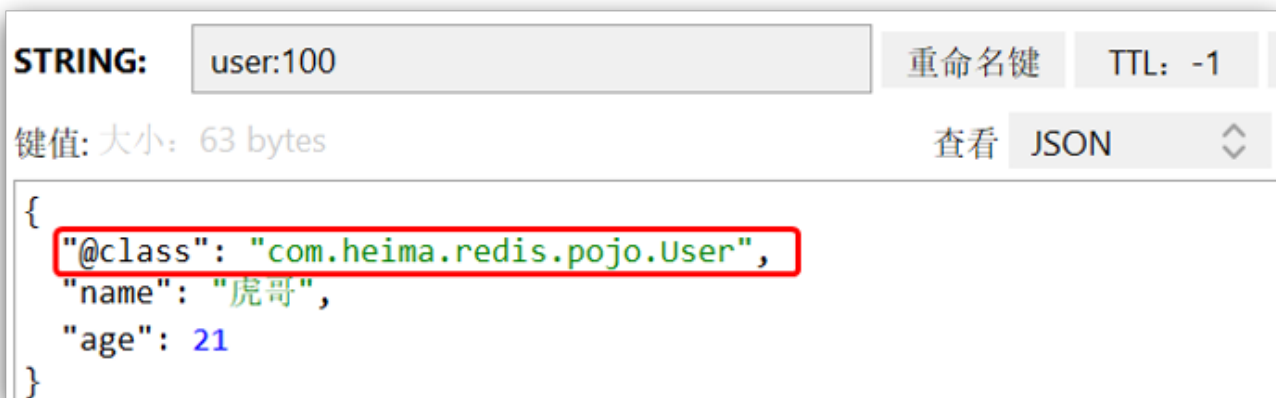 STRING: user:100 重命名键 TTL: -1
键值: 大小: 63 bytes 查看 JSON
{
"@class": "com.heima.redis.pojo.User",
"name": "虎哥",
"age": 21
}